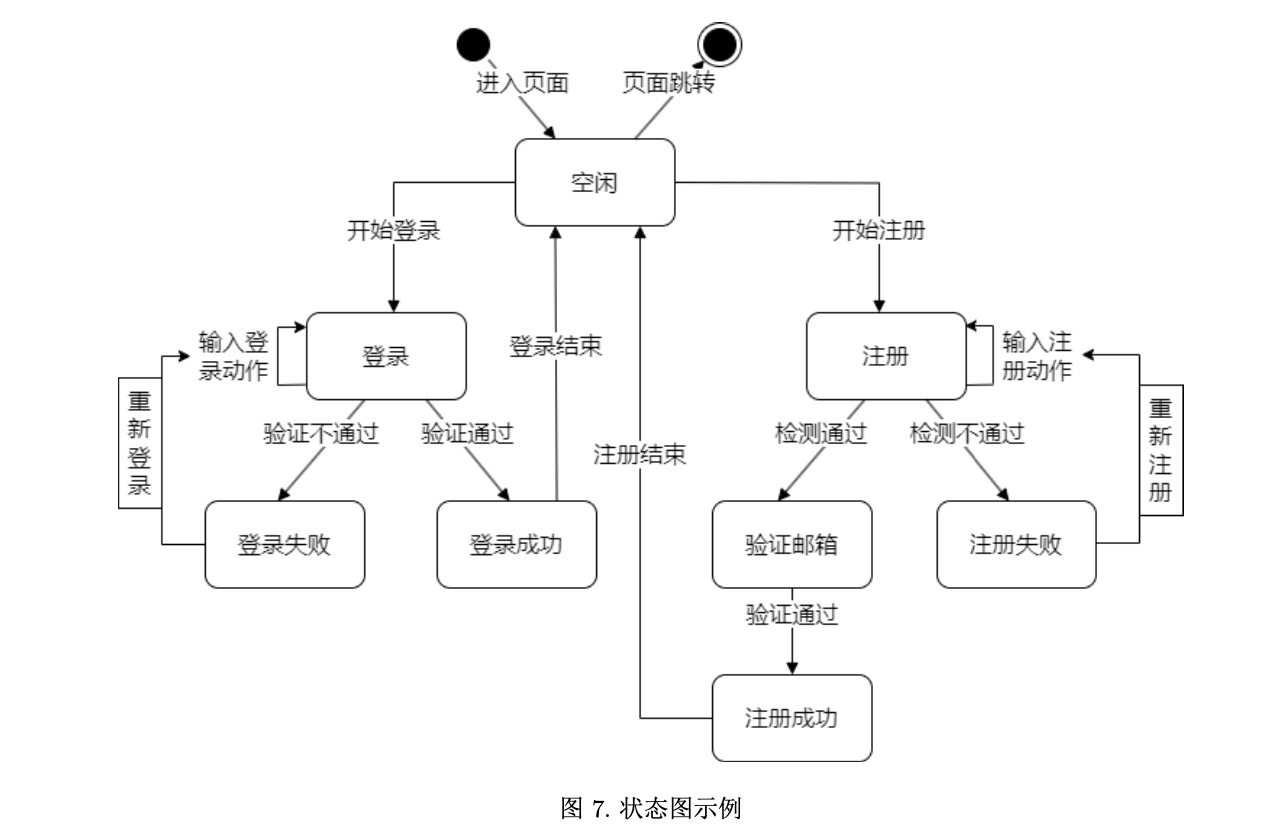 进入页面
页面跳转
空闲
开始登录
开始注册
输入登
录动作
登录
登录结束
注册
输入注
册动作
重
新
登
录
验证不通过
验证通过
注册结束
检测通过
检测不通过
重
新
注
册
登录失败
登录成功
验证邮箱
注册失败
验证通过
注册成功
图 7. 状态图示例